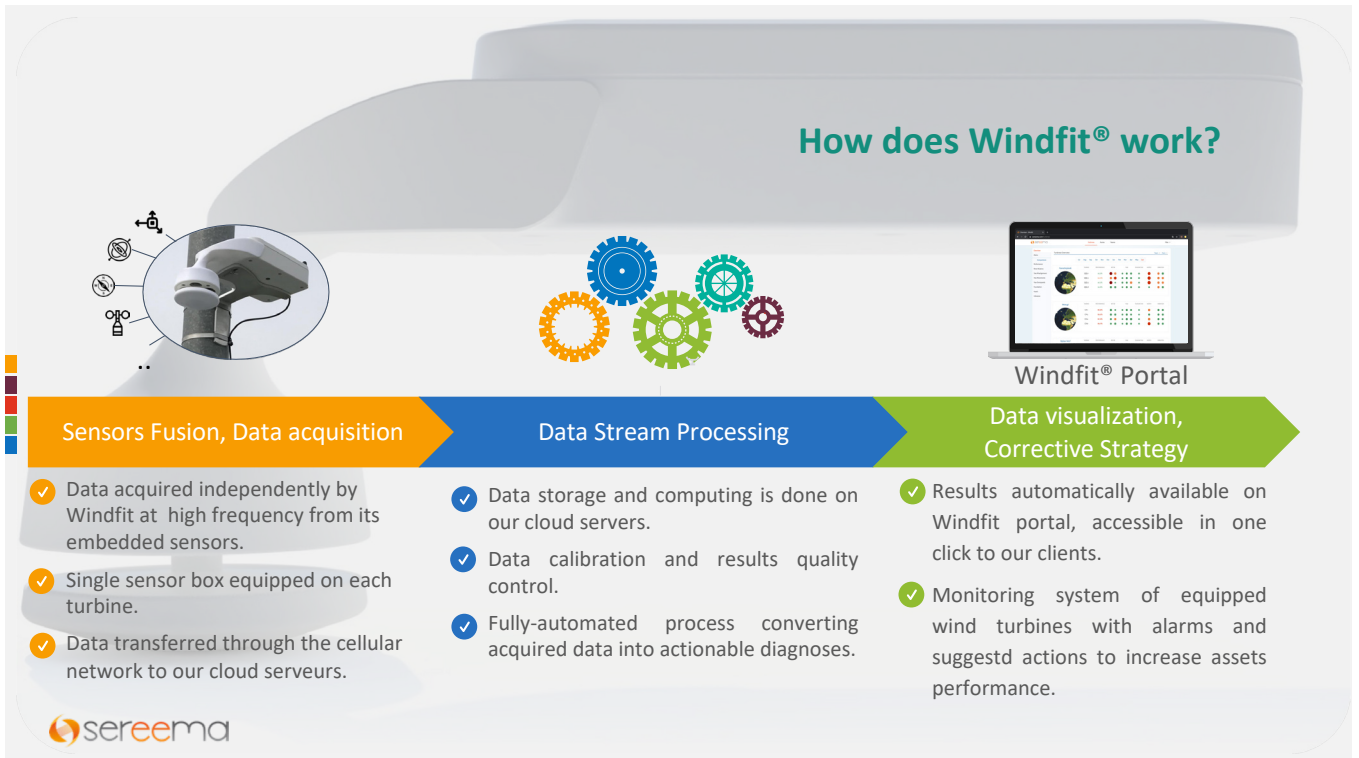 How does Windfit® work?
Windfit® Portal
Sensors Fusion, Data acquisition
Data acquired independently by
Windfit at high frequency from its
embedded sensors.
Single sensor box equipped on each
turbine.
Data transferred through the cellular
network to our cloud serveurs.
Data Stream Processing
Data storage and computing is done on
our cloud servers.
Data calibration and results quality
control.
Fully-automated process converting
acquired data into actionable diagnoses.
Data visualization,
Corrective Strategy
Results automatically available on
Windfit portal, accessible in one
click to our clients.
Monitoring system of equipped
wind turbines with alarms and
suggestd actions to increase assets
performance.
sereema